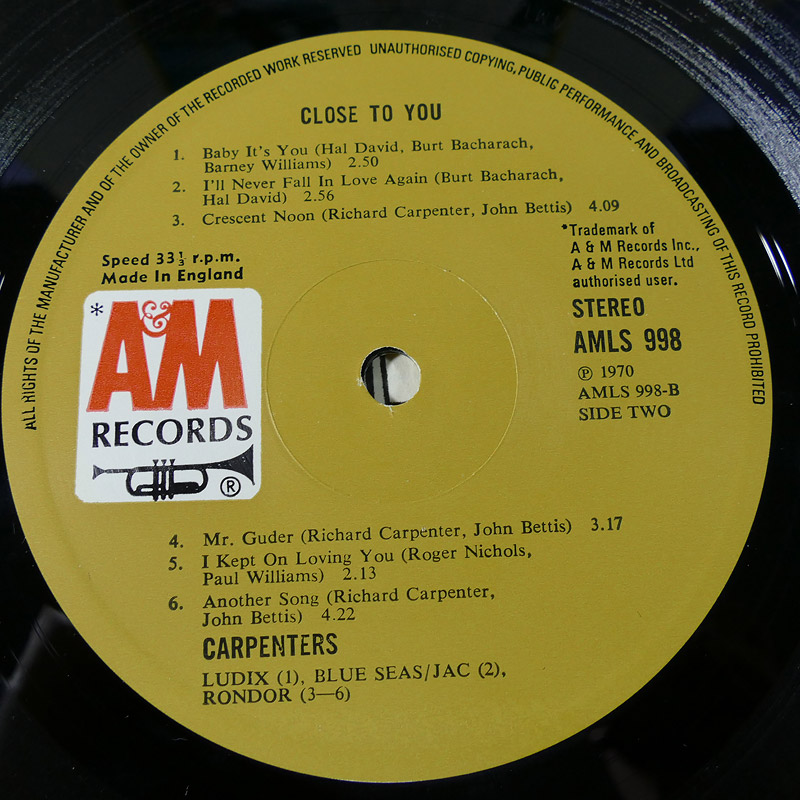 ALL RIGHTS OF THE MANUFACTURER AND OF THE OWNER OF THE RECORDED WORK RESERVED UNAUTHORISED COPYING, PUBLIC PERFORMANCE AND BROADCASTING OF THIS RECORD PROHIBITED
CLOSE TO YOU
1. Baby It's You (Hal David, Burt Bacharach,
Barney Williams) 2.50
2. I'll Never Fall In Love Again (Burt Bacharach,
Hal David) 2.56
3. Crescent Noon (Richard Carpenter, John Bettis) 4.09
Speed 33⅓ r.p.m.
Made In England
*Trademark of
A & M Records Inc.,
A & M Records Ltd
authorised user.
* A&M
RECORDS
®
STEREO
AMLS 998
℗ 1970
AMLS 998-B
SIDE TWO
4. Mr. Guder (Richard Carpenter, John Bettis) 3.17
5. I Kept On Loving You (Roger Nichols,
Paul Williams) 2.13
6. Another Song (Richard Carpenter,
John Bettis) 4.22
CARPENTERS
LUDIX (1), BLUE SEAS/JAC (2),
RONDOR (3—6)